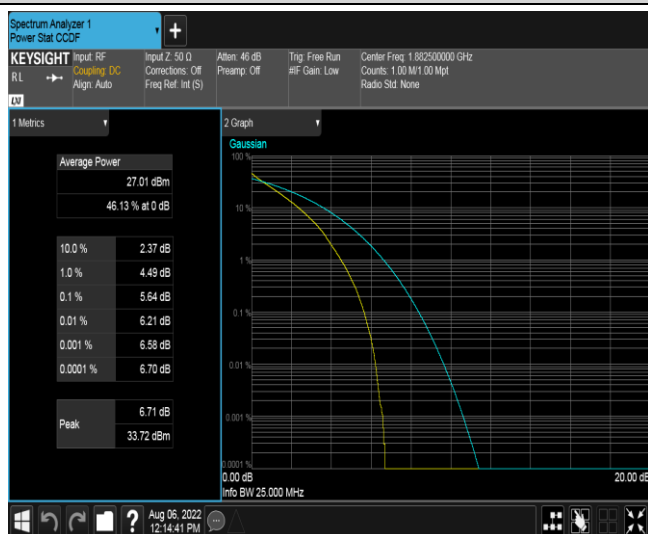 Spectrum Analyzer 1
Power Stat CCDF
KEYSIGHT
RL
LXI
Input: RF
Coupling: DC
Align: Auto
Input Z: 50 Ω
Corrections: Off
Freq Ref: Int (S)
Atten: 46 dB
Preamp: Off
Trig: Free Run
#IF Gain: Low
Center Freq: 1.882500000 GHz
Counts: 1.00 M/1.00 Mpt
Radio Std: None
1 Metrics
Average Power
27.01 dBm
46.13 % at 0 dB
10.0 % 2.37 dB
1.0 % 4.49 dB
0.1 % 5.64 dB
0.01 % 6.21 dB
0.001 % 6.58 dB
0.0001 % 6.70 dB
Peak
6.71 dB
33.72 dBm
2 Graph
Gaussian
100 %
10 %
1 %
0.1 %
0.01 %
0.001 %
0.0001 %
0.00 dB
20.00 dB
Info BW 25.000 MHz
?
Aug 06, 2022
12:14:41 PM